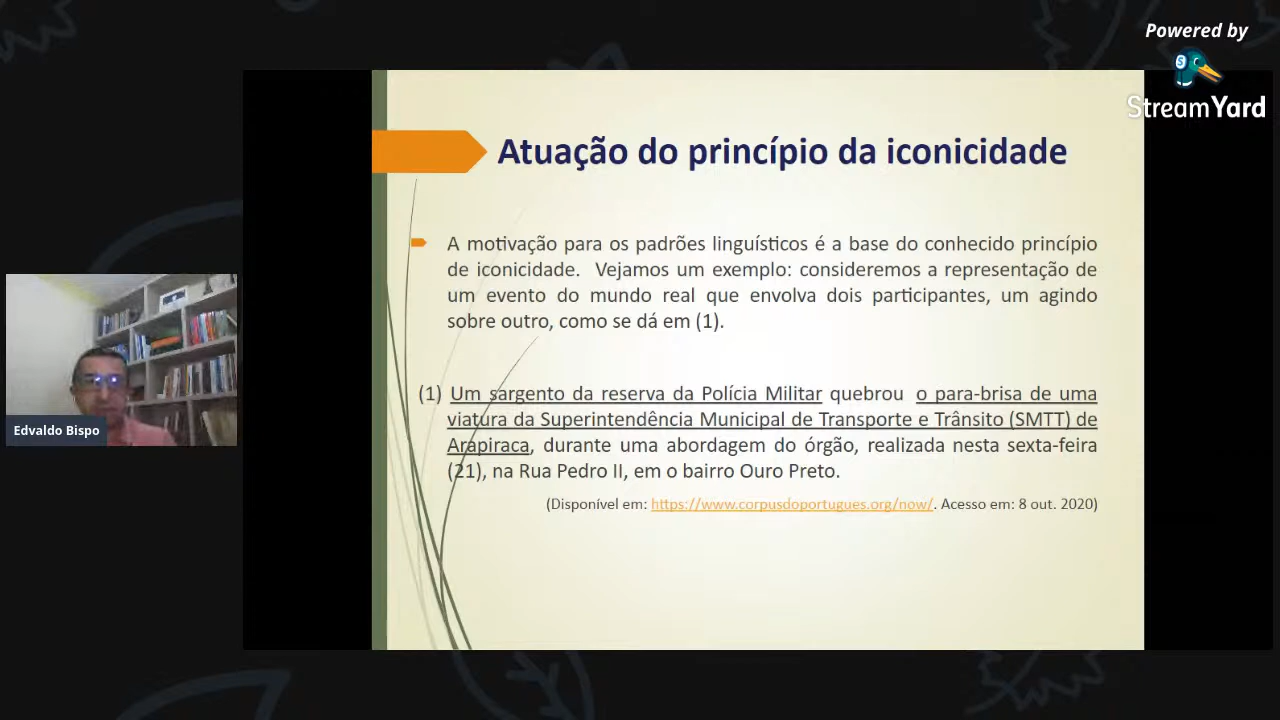 Powered by
StreamYard
Atuação do princípio da iconicidade
A motivação para os padrões linguísticos é a base do conhecido princípio
de iconicidade. Vejamos um exemplo: consideremos a representação de
um evento do mundo real que envolva dois participantes, um agindo
sobre outro, como se dá em (1).
(1) Um sargento da reserva da Polícia Militar quebrou o para-brisa de uma
viatura da Superintendência Municipal de Transporte e Trânsito (SMTT) de
Arapiraca, durante uma abordagem do órgão, realizada nesta sexta-feira
(21), na Rua Pedro II, em o bairro Ouro Preto.
(Disponível em: https://www.corpusdoportugues.org/now/. Acesso em: 8 out. 2020)
Edvaldo Bispo